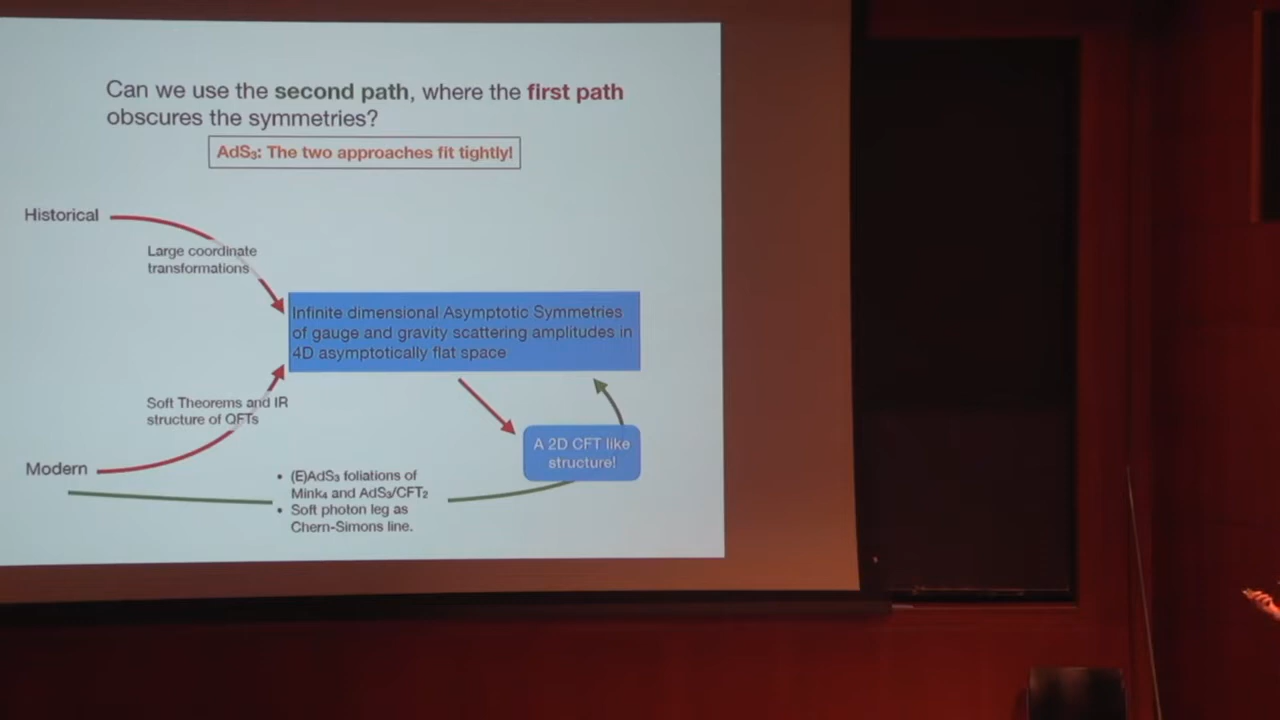 Can we use the second path, where the first path
obscures the symmetries?
AdS₃: The two approaches fit tightly!
Historical
Large coordinate
transformations
Infinite dimensional Asymptotic Symmetries
of gauge and gravity scattering amplitudes in
4D asymptotically flat space
Soft Theorems and IR
structure of QFTs
A 2D CFT like
structure!
Modern
• (E)AdS₃ foliations of
Mink₄ and AdS₃/CFT₂
• Soft photon leg as
Chern-Simons line.